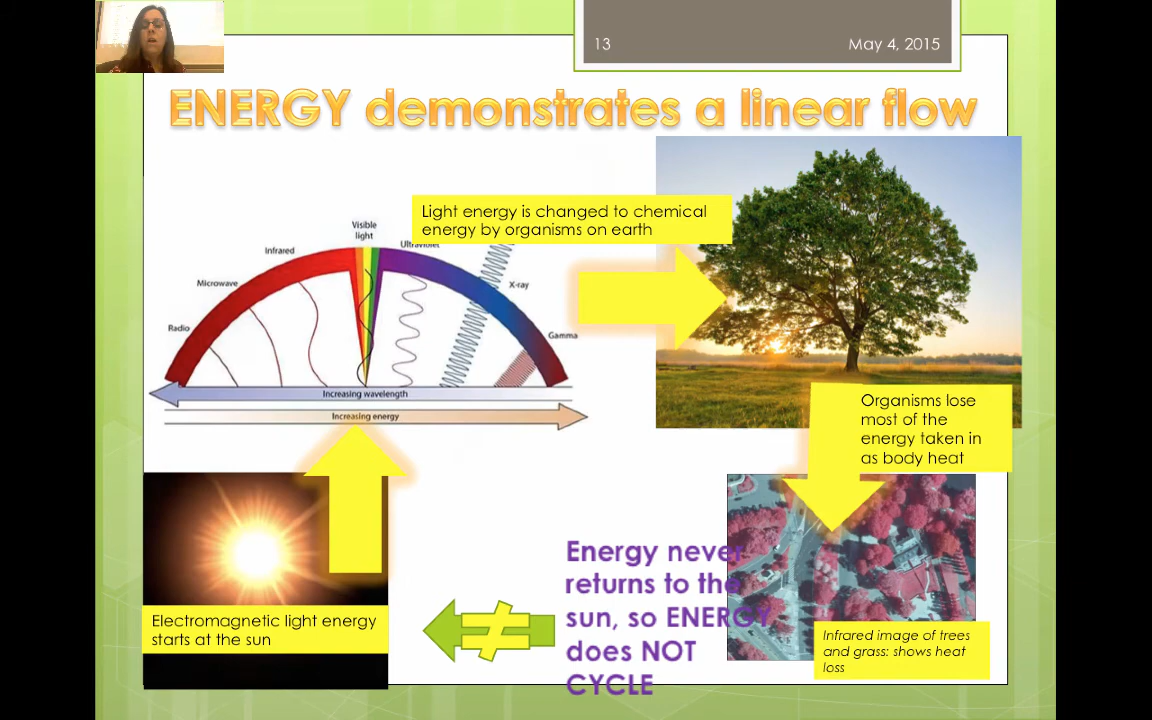 13
May 4, 2015
ENERGY demonstrates a linear flow
Light energy is changed to chemical
energy by organisms on earth
Visible
light
Infrared
Ultraviolet
Microwave
X-ray
Radio
Gamma
Increasing wavelength
Increasing energy
Organisms lose
most of the
energy taken in
as body heat
Electromagnetic light energy
starts at the sun
Energy never
returns to the
sun, so ENERGY
does NOT
CYCLE
Infrared image of trees
and grass: shows heat
loss